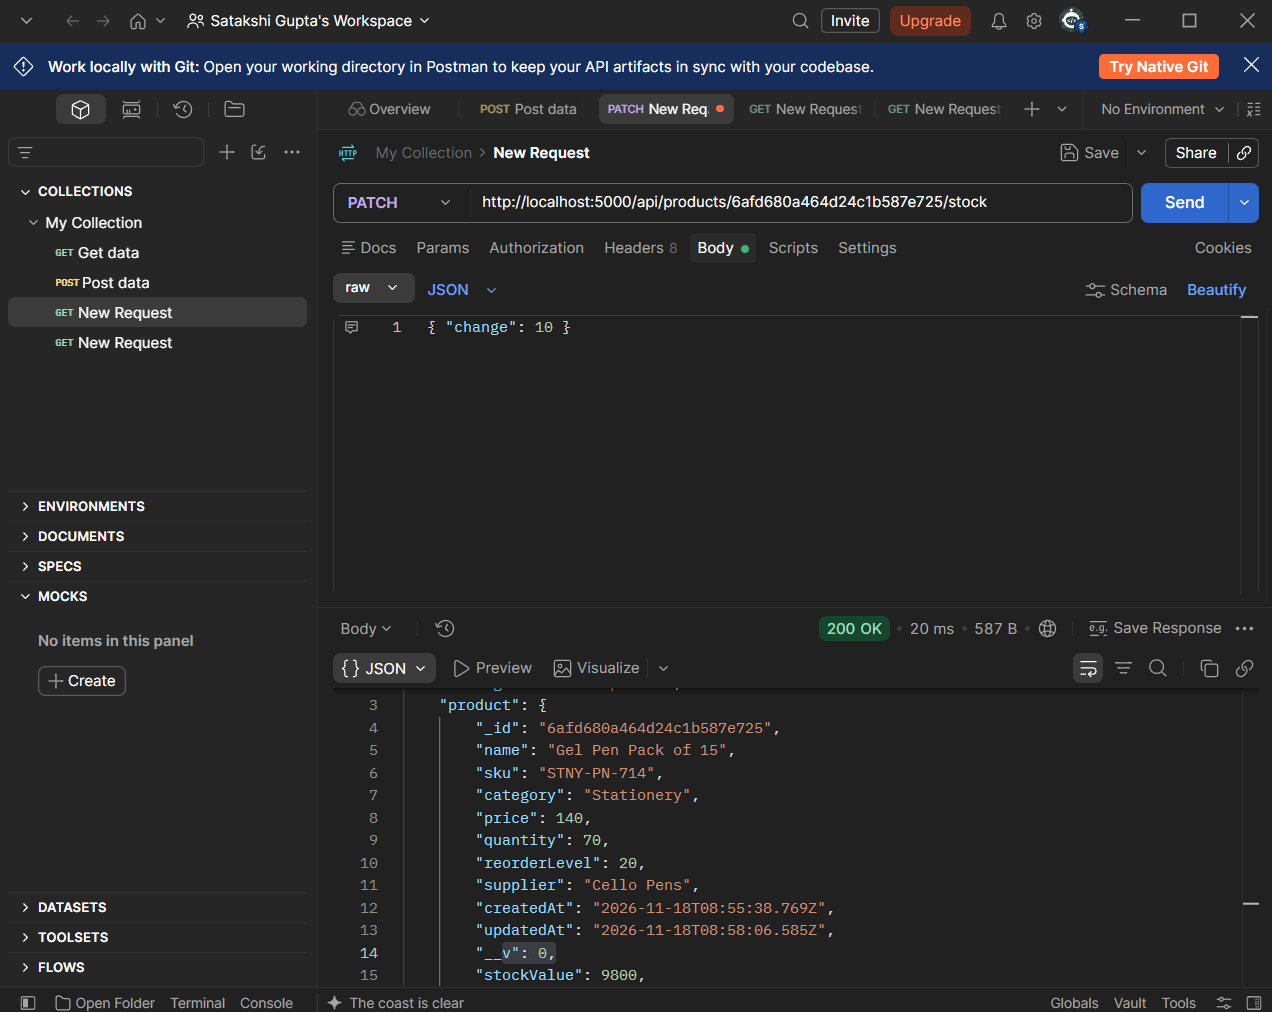 Satakshi Gupta's Workspace
Invite
Upgrade
Work locally with Git: Open your working directory in Postman to keep your API artifacts in sync with your codebase.
Try Native Git
Overview
POST Post data
PATCH New Req
GET New Request
GET New Request
No Environment
HTTP My Collection > New Request
Save
Share
COLLECTIONS
My Collection
GET Get data
POST Post data
GET New Request
GET New Request
PATCH
http://localhost:5000/api/products/6afd680a464d24c1b587e725/stock
Send
Docs Params Authorization Headers 8 Body Scripts Settings Cookies
raw JSON Schema Beautify
1 { "change": 10 }
ENVIRONMENTS
DOCUMENTS
SPECS
MOCKS
No items in this panel
Create
DATASETS
TOOLSETS
FLOWS
Body
200 OK • 20 ms • 587 B
e.g. Save Response
{} JSON Preview Visualize
3 "product": {
4 "_id": "6afd680a464d24c1b587e725",
5 "name": "Gel Pen Pack of 15",
6 "sku": "STNY-PN-714",
7 "category": "Stationery",
8 "price": 140,
9 "quantity": 70,
10 "reorderLevel": 20,
11 "supplier": "Cello Pens",
12 "createdAt": "2026-11-18T08:55:38.769Z",
13 "updatedAt": "2026-11-18T08:58:06.585Z",
14 "__v": 0,
15 "stockValue": 9800,
Open Folder Terminal Console The coast is clear Globals Vault Tools